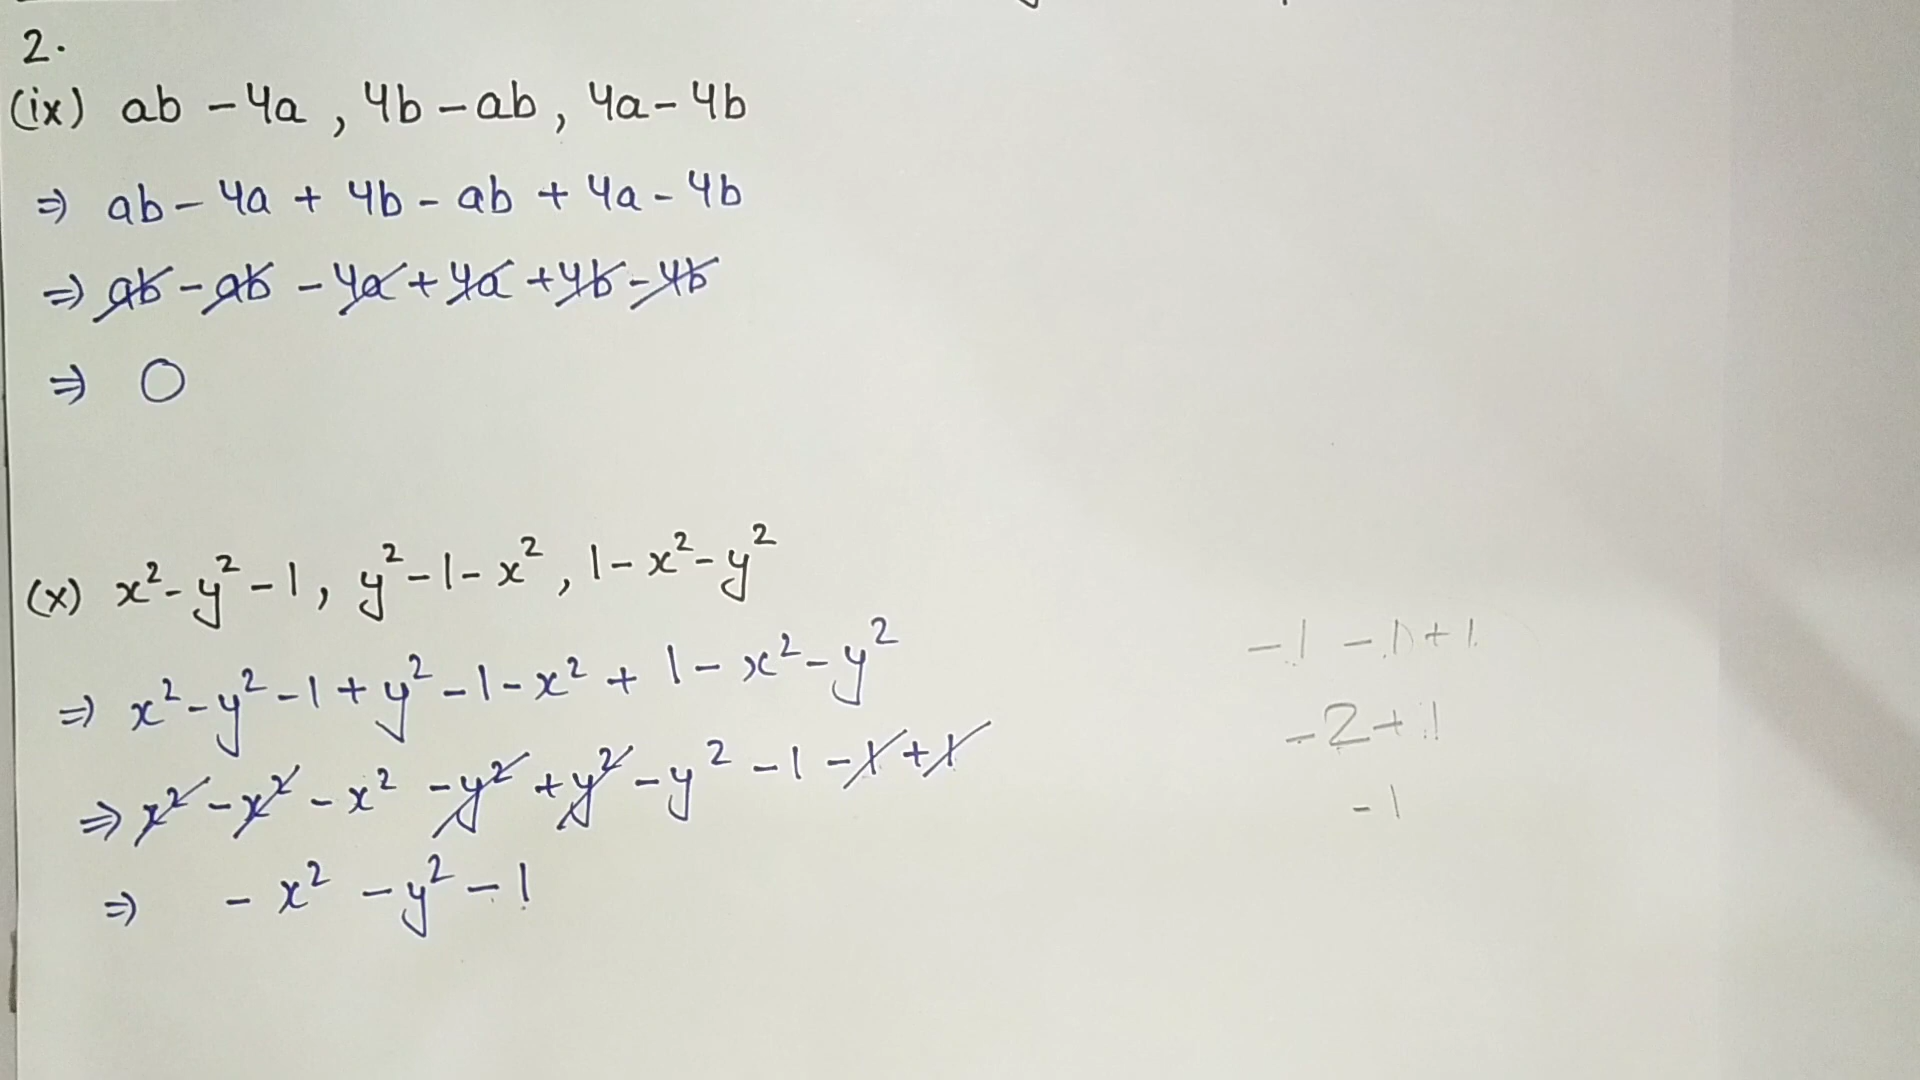 2.
(ix) ab - 4a , 4b - ab , 4a - 4b
⇒ ab - 4a + 4b - ab + 4a - 4b
⇒ ab - ab - 4a + 4a + 4b - 4b
⇒ 0
(x) x² - y² - 1 , y² - 1 - x² , 1 - x² - y²
⇒ x² - y² - 1 + y² - 1 - x² + 1 - x² - y²
⇒ x² - x² - x² - y² + y² - y² - 1 - 1 + 1
⇒ - x² - y² - 1
- 1 - 1 + 1
- 2 + 1
- 1